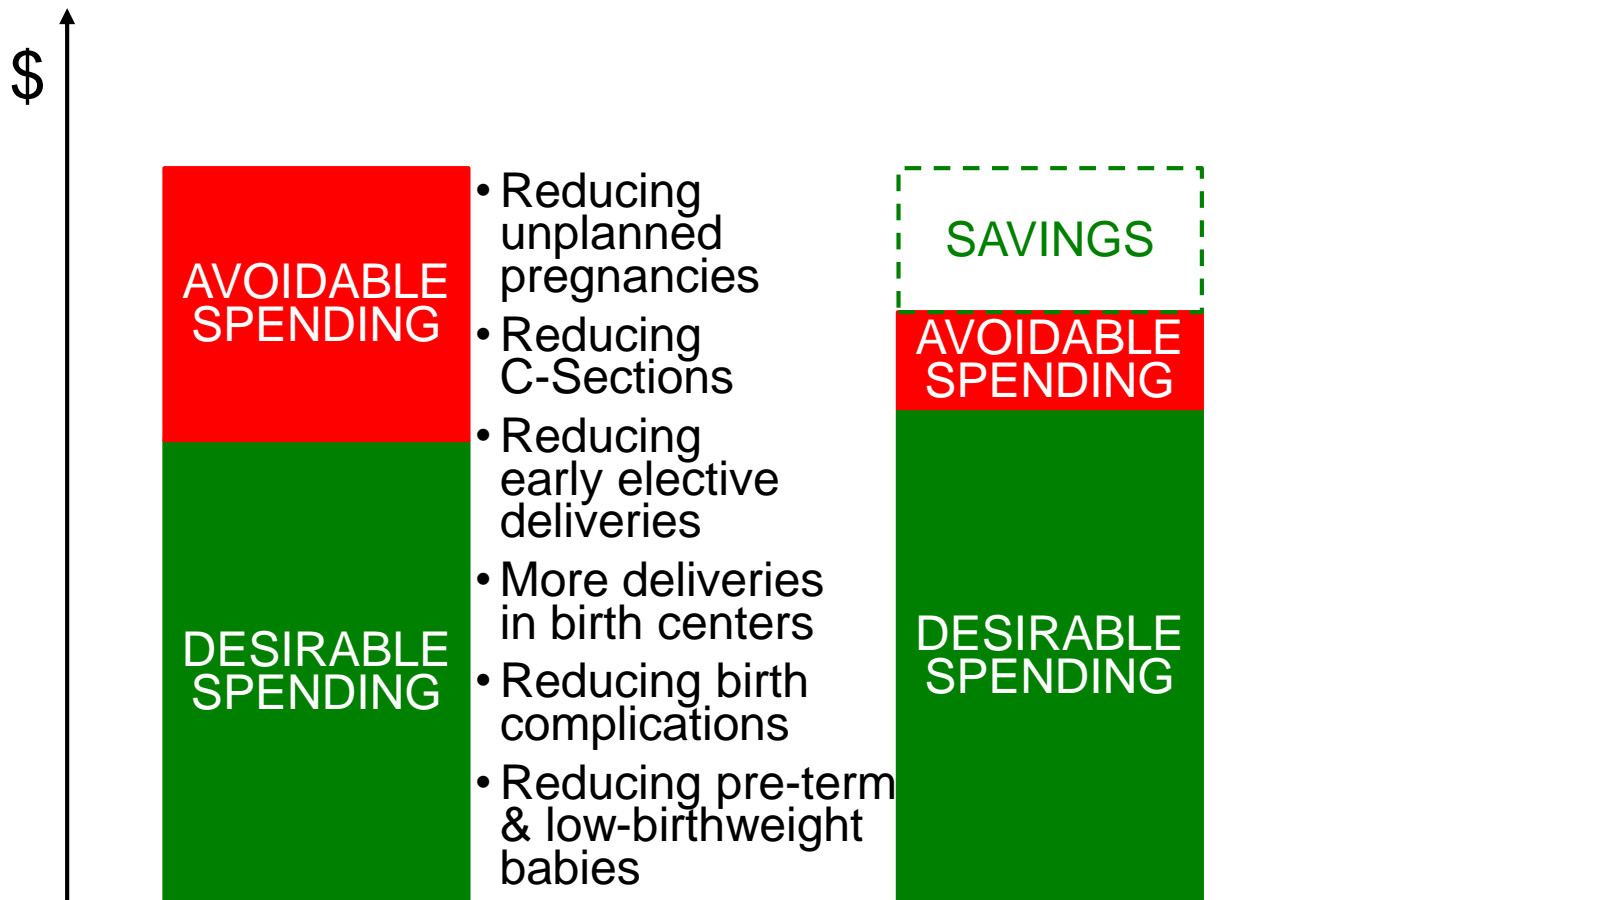 $
AVOIDABLE
SPENDING
DESIRABLE
SPENDING
• Reducing
unplanned
pregnancies
• Reducing
C-Sections
• Reducing
early elective
deliveries
• More deliveries
in birth centers
• Reducing birth
complications
• Reducing pre-term
& low-birthweight
babies
SAVINGS
AVOIDABLE
SPENDING
DESIRABLE
SPENDING